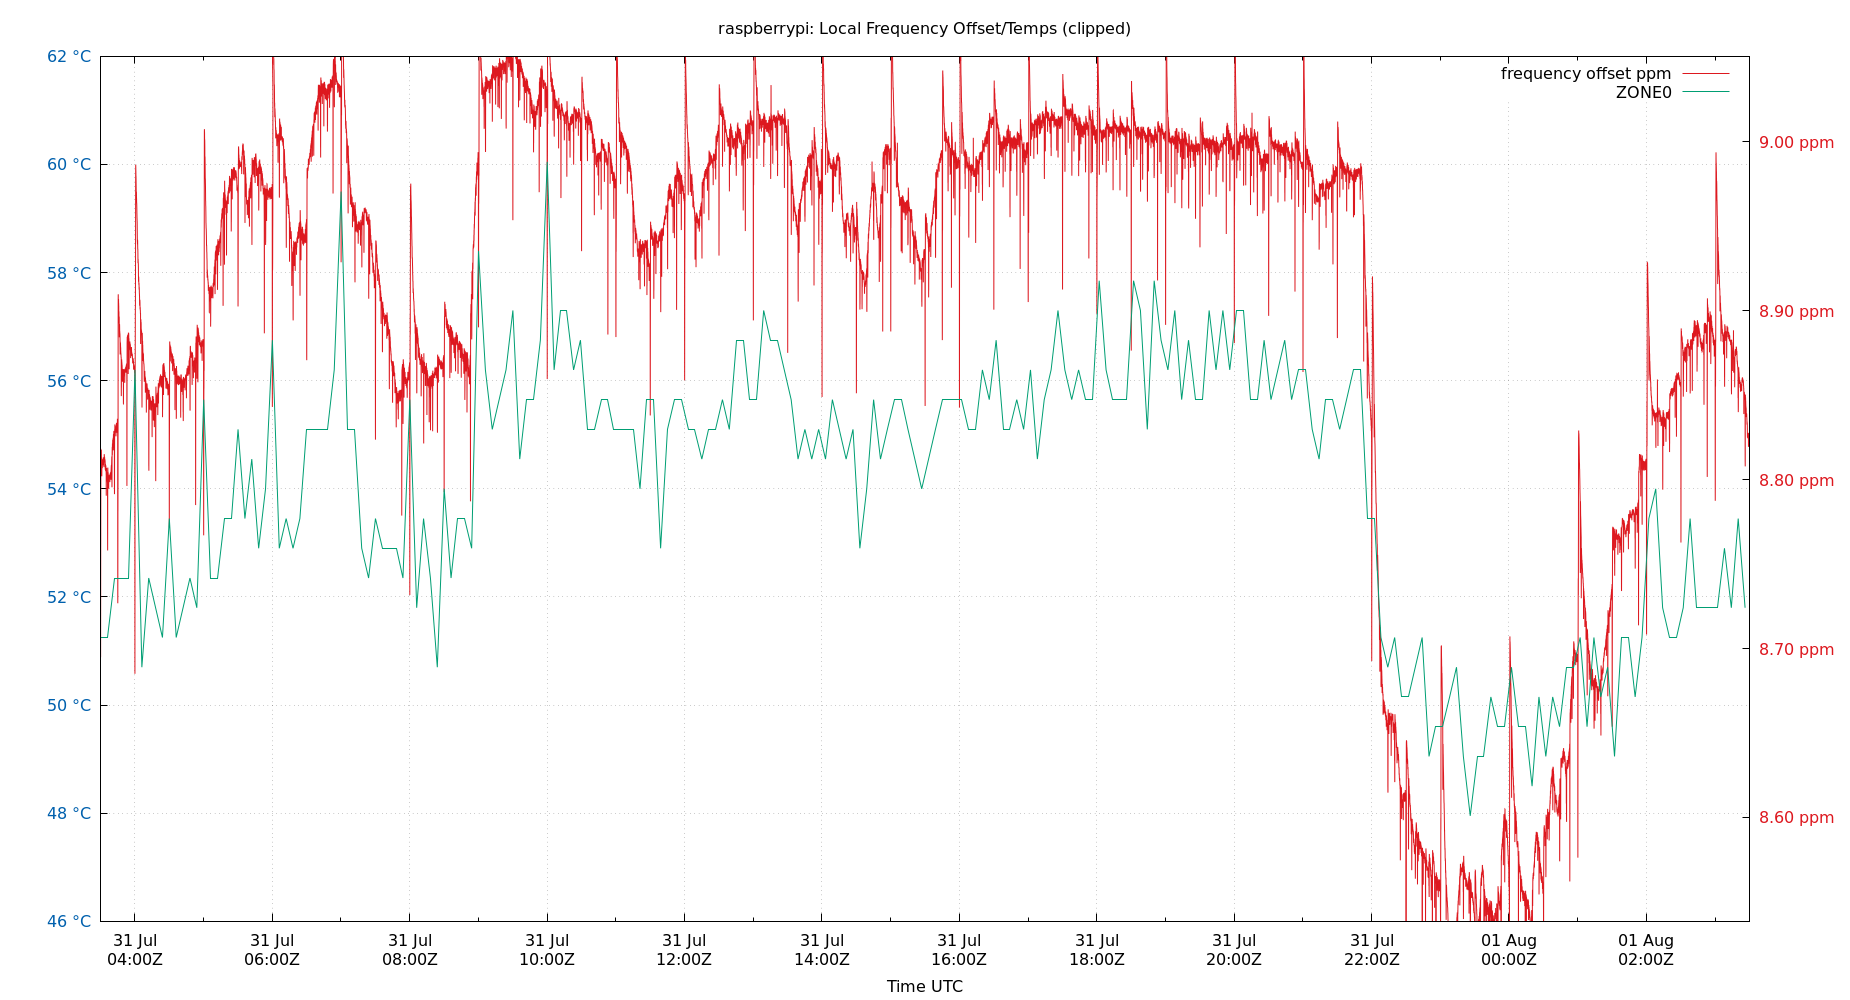 raspberrypi: Local Frequency Offset/Temps (clipped)
62 °C
60 °C
58 °C
56 °C
54 °C
52 °C
50 °C
48 °C
46 °C
frequency offset ppm
ZONE0
9.00 ppm
8.90 ppm
8.80 ppm
8.70 ppm
8.60 ppm
31 Jul 31 Jul 31 Jul 31 Jul 31 Jul 31 Jul 31 Jul 31 Jul 31 Jul 31 Jul 01 Aug 01 Aug
04:00Z 06:00Z 08:00Z 10:00Z 12:00Z 14:00Z 16:00Z 18:00Z 20:00Z 22:00Z 00:00Z 02:00Z
Time UTC